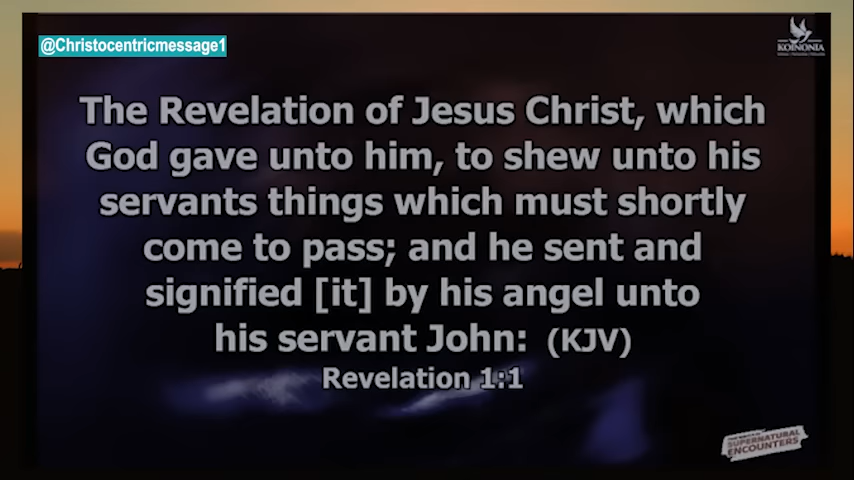 @Christocentricmessage1
KOINONIA
The Revelation of Jesus Christ, which
God gave unto him, to shew unto his
servants things which must shortly
come to pass; and he sent and
signified [it] by his angel unto
his servant John: (KJV)
Revelation 1:1
SUPERNATURAL
ENCOUNTERS